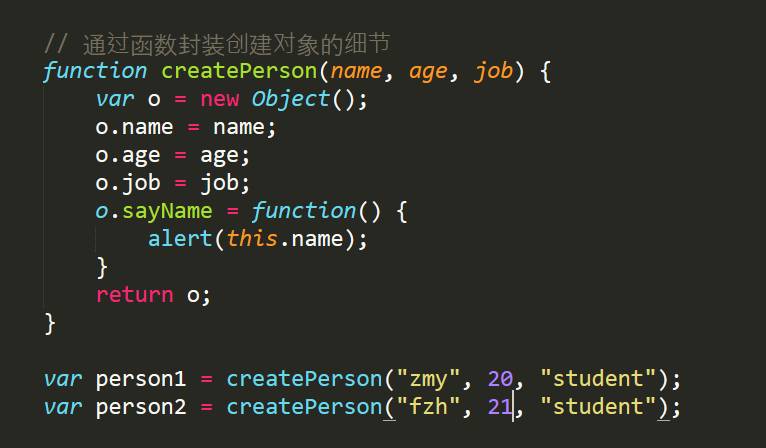 // 通过函数封装创建对象的细节
function createPerson(name, age, job) {
    var o = new Object();
    o.name = name;
    o.age = age;
    o.job = job;
    o.sayName = function() {
        alert(this.name);
    }
    return o;
}

var person1 = createPerson("zmy", 20, "student");
var person2 = createPerson("fzh", 21, "student");